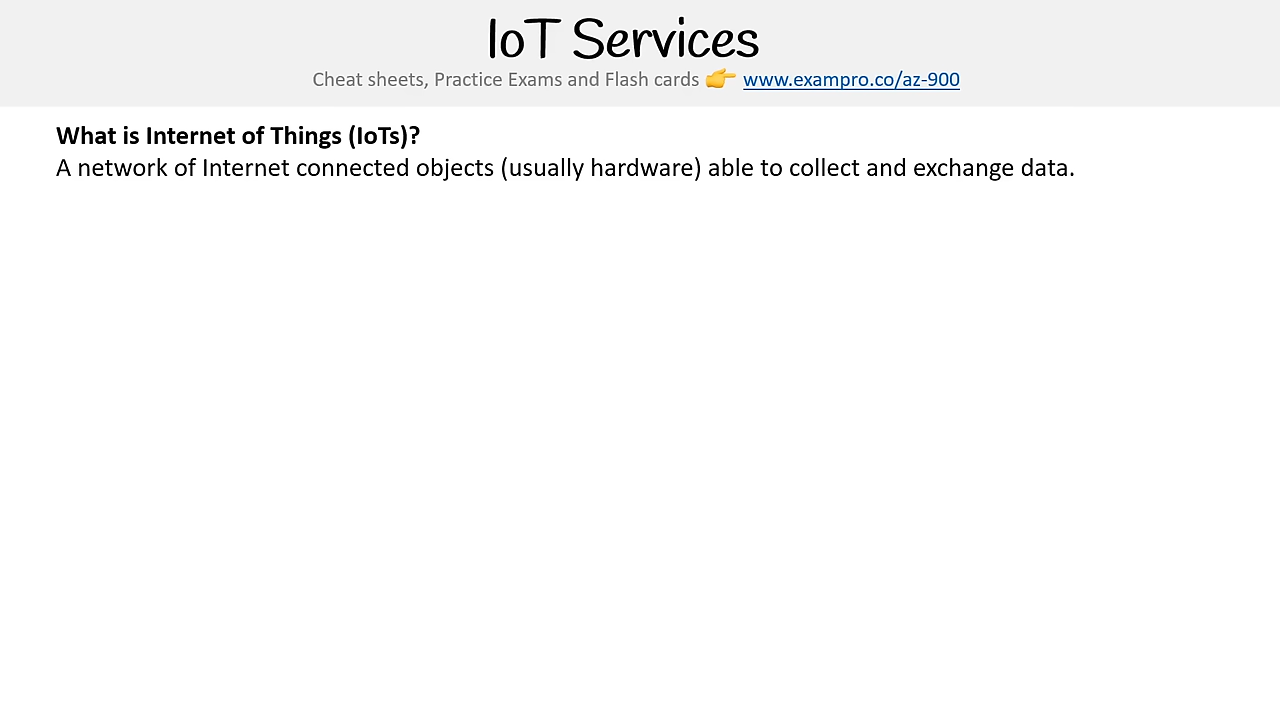 IoT Services
Cheat sheets, Practice Exams and Flash cards 👉 www.exampro.co/az-900
What is Internet of Things (IoTs)?
A network of Internet connected objects (usually hardware) able to collect and exchange data.